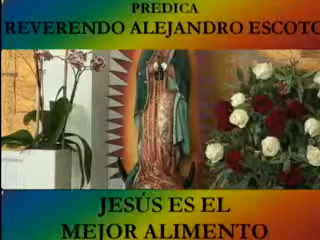 PREDICA
REVERENDO ALEJANDRO ESCOTO
JESÚS ES EL
MEJOR ALIMENTO